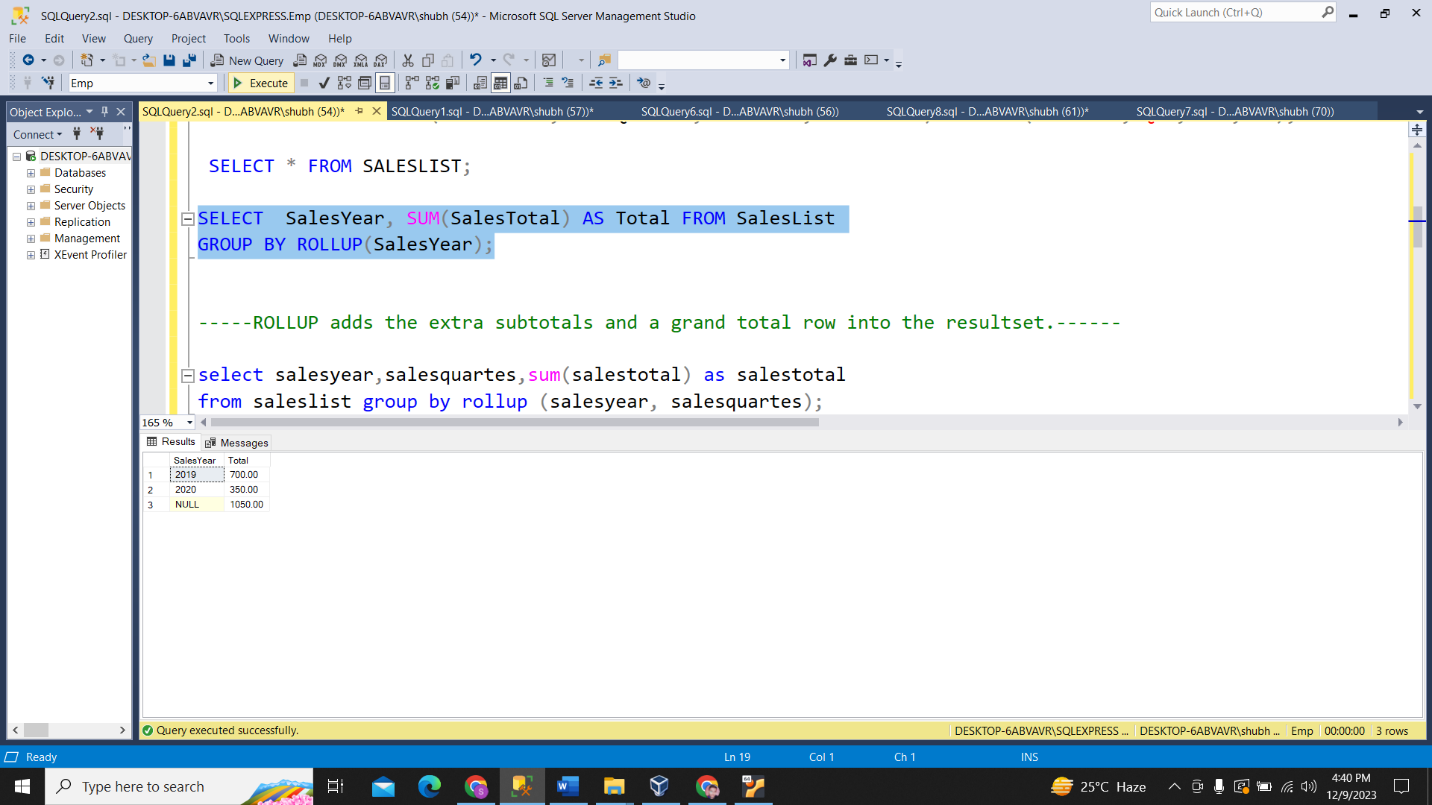 SQLQuery2.sql - DESKTOP-6ABVAVR\SQLEXPRESS.Emp (DESKTOP-6ABVAVR\shubh (54))* - Microsoft SQL Server Management Studio
Quick Launch (Ctrl+Q)
File Edit View Query Project Tools Window Help
New Query
Emp
Execute
Object Explo...
SQLQuery2.sql - D...ABVAVR\shubh (54))*
SQLQuery1.sql - D...ABVAVR\shubh (57))*
SQLQuery6.sql - D...ABVAVR\shubh (56))
SQLQuery8.sql - D...ABVAVR\shubh (61))*
SQLQuery7.sql - D...ABVAVR\shubh (70))
Connect
DESKTOP-6ABVAV
Databases
Security
Server Objects
Replication
Management
XEvent Profiler
SELECT * FROM SALESLIST;
SELECT  SalesYear, SUM(SalesTotal) AS Total FROM SalesList
GROUP BY ROLLUP(SalesYear);
-----ROLLUP adds the extra subtotals and a grand total row into the resultset.------
select salesyear,salesquartes,sum(salestotal) as salestotal
from saleslist group by rollup (salesyear, salesquartes);
165 %
Results Messages
SalesYear Total
1 2019 700.00
2 2020 350.00
3 NULL 1050.00
Query executed successfully.
DESKTOP-6ABVAVR\SQLEXPRESS ... DESKTOP-6ABVAVR\shubh ... Emp 00:00:00 3 rows
Ready Ln 19 Col 1 Ch 1 INS
Type here to search
25°C Haze
4:40 PM
12/9/2023